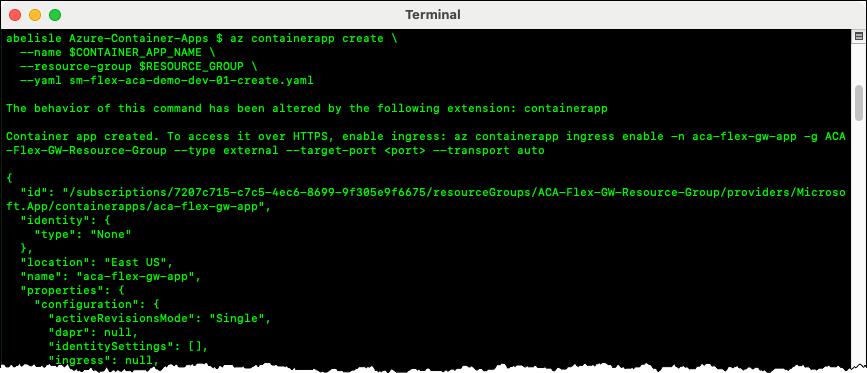 Terminal
abelisle Azure-Container-Apps $ az containerapp create \
--name $CONTAINER_APP_NAME \
--resource-group $RESOURCE_GROUP \
--yaml sm-flex-aca-demo-dev-01-create.yaml
The behavior of this command has been altered by the following extension: containerapp
Container app created. To access it over HTTPS, enable ingress: az containerapp ingress enable -n aca-flex-gw-app -g ACA
-Flex-GW-Resource-Group --type external --target-port <port> --transport auto
{
"id": "/subscriptions/7207c715-c7c5-4ec6-8699-9f305e9f6675/resourceGroups/ACA-Flex-GW-Resource-Group/providers/Microso
ft.App/containerapps/aca-flex-gw-app",
"identity": {
"type": "None"
},
"location": "East US",
"name": "aca-flex-gw-app",
"properties": {
"configuration": {
"activeRevisionsMode": "Single",
"dapr": null,
"identitySettings": [],
"ingress": null,